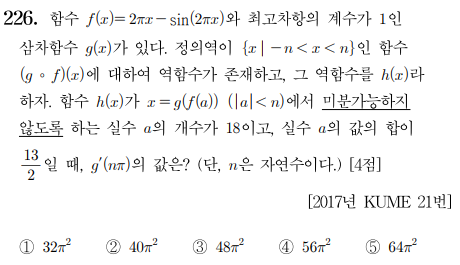 226. 함수 f(x)=2πx−sin(2πx)와 최고차항의 계수가 1인
삼차함수 g(x)가 있다. 정의역이 {x | −n<x<n}인 함수
(g ∘ f)(x)에 대하여 역함수가 존재하고, 그 역함수를 h(x)라
하자. 함수 h(x)가 x=g(f(a)) (|a|<n)에서 미분가능하지
않도록 하는 실수 a의 개수가 18이고, 실수 a의 값의 합이
13/2일 때, g′(nπ)의 값은? (단, n은 자연수이다.) [4점]
[2017년 KUME 21번]
① 32π² ② 40π² ③ 48π² ④ 56π² ⑤ 64π²